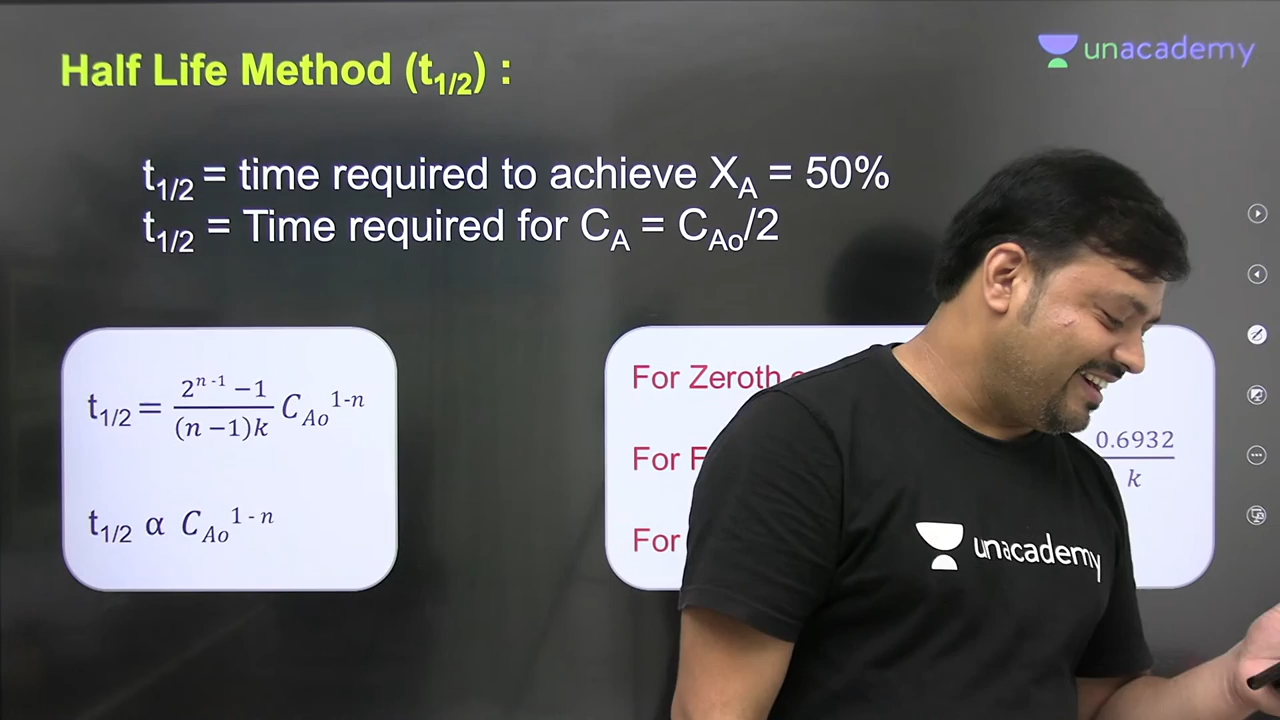 Half Life Method (t1/2) :
unacademy
t1/2 = time required to achieve XA = 50%
t1/2 = Time required for CA = CAo/2
t1/2 = 2^n-1 −1 / (n −1)k CAo^1-n
t1/2 α CAo^1-n
For Zeroth
For
0.6932 / k
For
unacademy